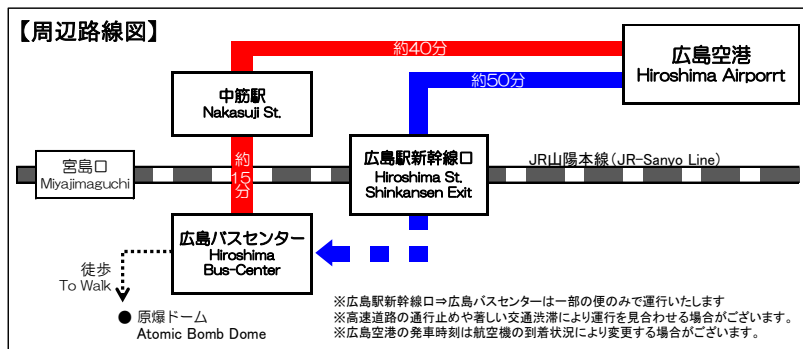 【周辺路線図】
約40分
広島空港
Hiroshima Airporrt
約50分
中筋駅
Nakasuji St.
約
15
分
宮島口
Miyajimaguchi
広島駅新幹線口
Hiroshima St.
Shinkansen Exit
JR山陽本線(JR-Sanyo Line)
広島バスセンター
Hiroshima
Bus-Center
徒歩
To Walk
● 原爆ドーム
Atomic Bomb Dome
※広島駅新幹線口⇒広島バスセンターは一部の便のみで運行いたします
※高速道路の通行止めや著しい交通渋滞により運行を見合わせる場合がございます。
※広島空港の発車時刻は航空機の到着状況により変更する場合がございます。